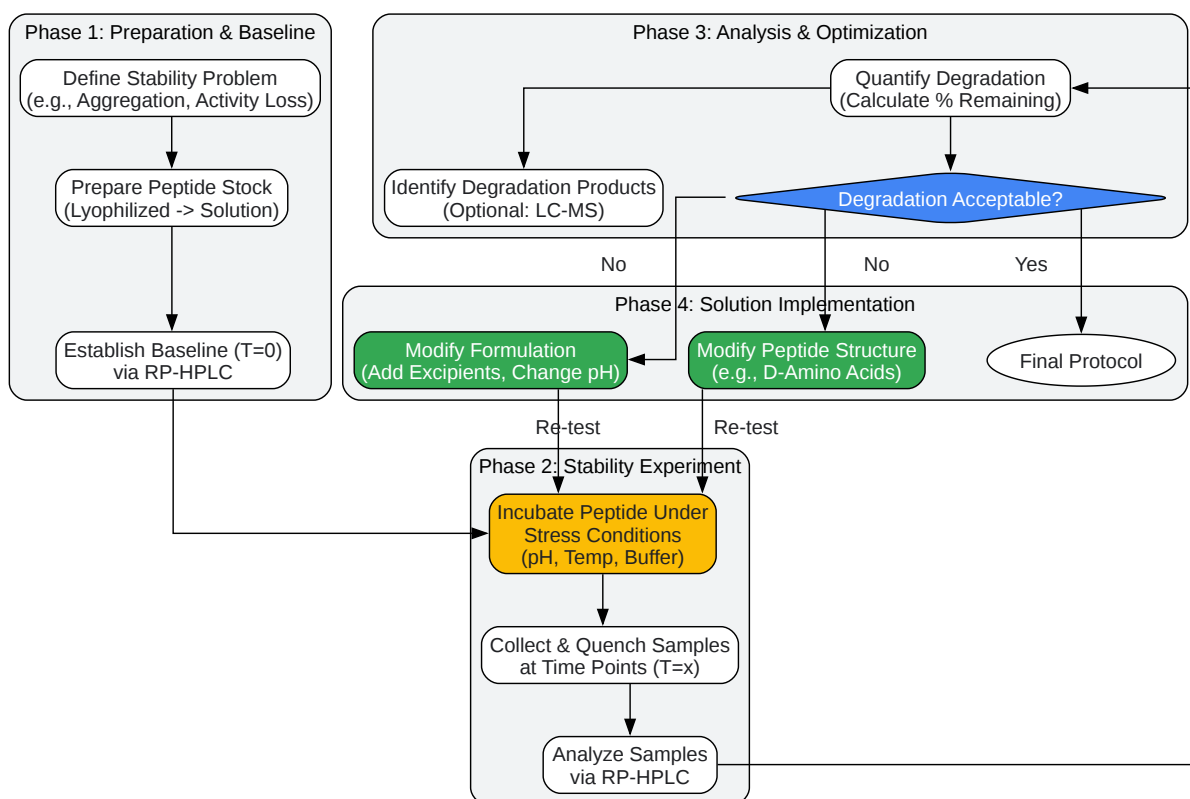 Phase 1: Preparation & Baseline
Define Stability Problem
(e.g., Aggregation, Activity Loss)
Prepare Peptide Stock
(Lyophilized -> Solution)
Establish Baseline (T=0)
via RP-HPLC
Phase 3: Analysis & Optimization
Quantify Degradation
(Calculate % Remaining)
Identify Degradation Products
(Optional: LC-MS)
Degradation Acceptable?
No
No
Yes
Phase 4: Solution Implementation
Modify Formulation
(Add Excipients, Change pH)
Modify Peptide Structure
(e.g., D-Amino Acids)
Final Protocol
Re-test
Re-test
Phase 2: Stability Experiment
Incubate Peptide Under
Stress Conditions
(pH, Temp, Buffer)
Collect & Quench Samples
at Time Points (T=x)
Analyze Samples
via RP-HPLC